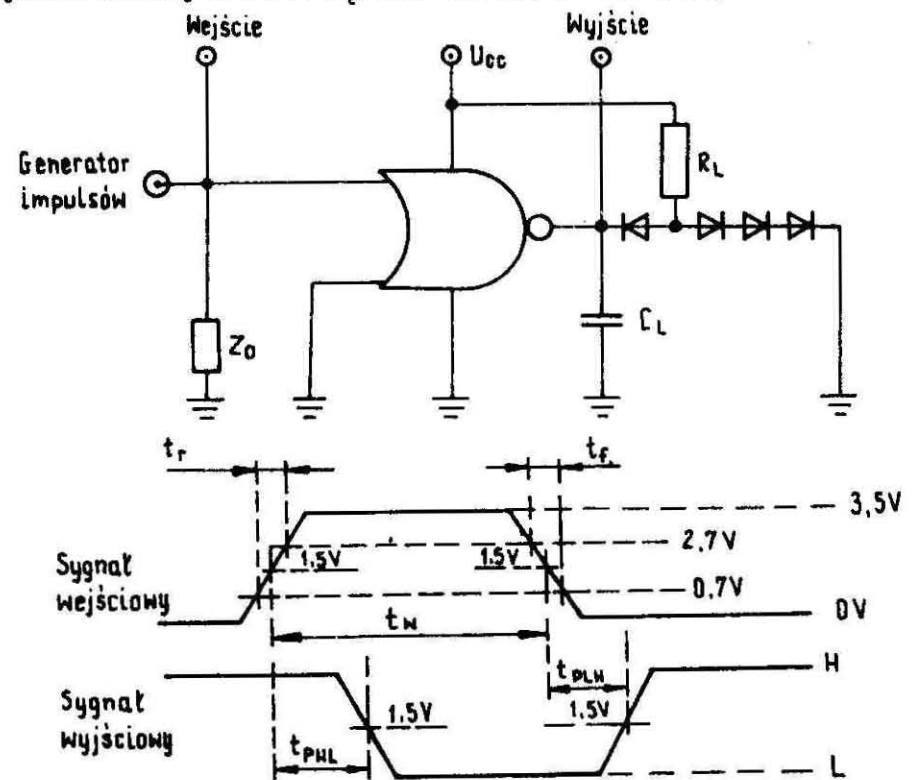 Wejście
Wyjście
Ucc
Generator
impulsów
RL
Z0
CL
tr
tf
3,5V
2,7V
1,5V
1,5V
0,7V
0V
Sygnał
wejściowy
tw
H
tPLH
Sygnał
wyjściowy
1,5V
1,5V
tPHL
L